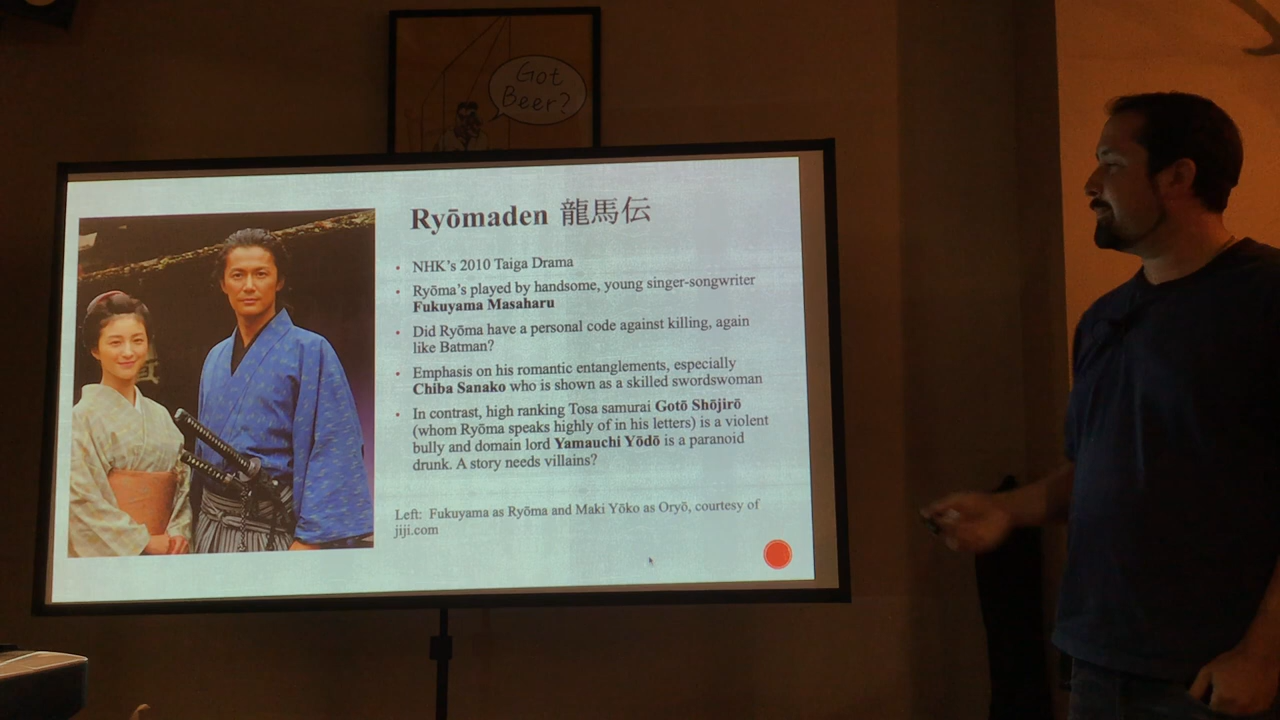 Got
Beer?
Ryōmaden 龍馬伝
• NHK's 2010 Taiga Drama
• Ryōma's played by handsome, young singer-songwriter
Fukuyama Masaharu
• Did Ryōma have a personal code against killing, again
like Batman?
• Emphasis on his romantic entanglements, especially
Chiba Sanako who is shown as a skilled swordswoman
• In contrast, high ranking Tosa samurai Gotō Shōjirō
(whom Ryōma speaks highly of in his letters) is a violent
bully and domain lord Yamauchi Yōdō is a paranoid
drunk. A story needs villains?
Left: Fukuyama as Ryōma and Maki Yōko as Oryō, courtesy of
jiji.com